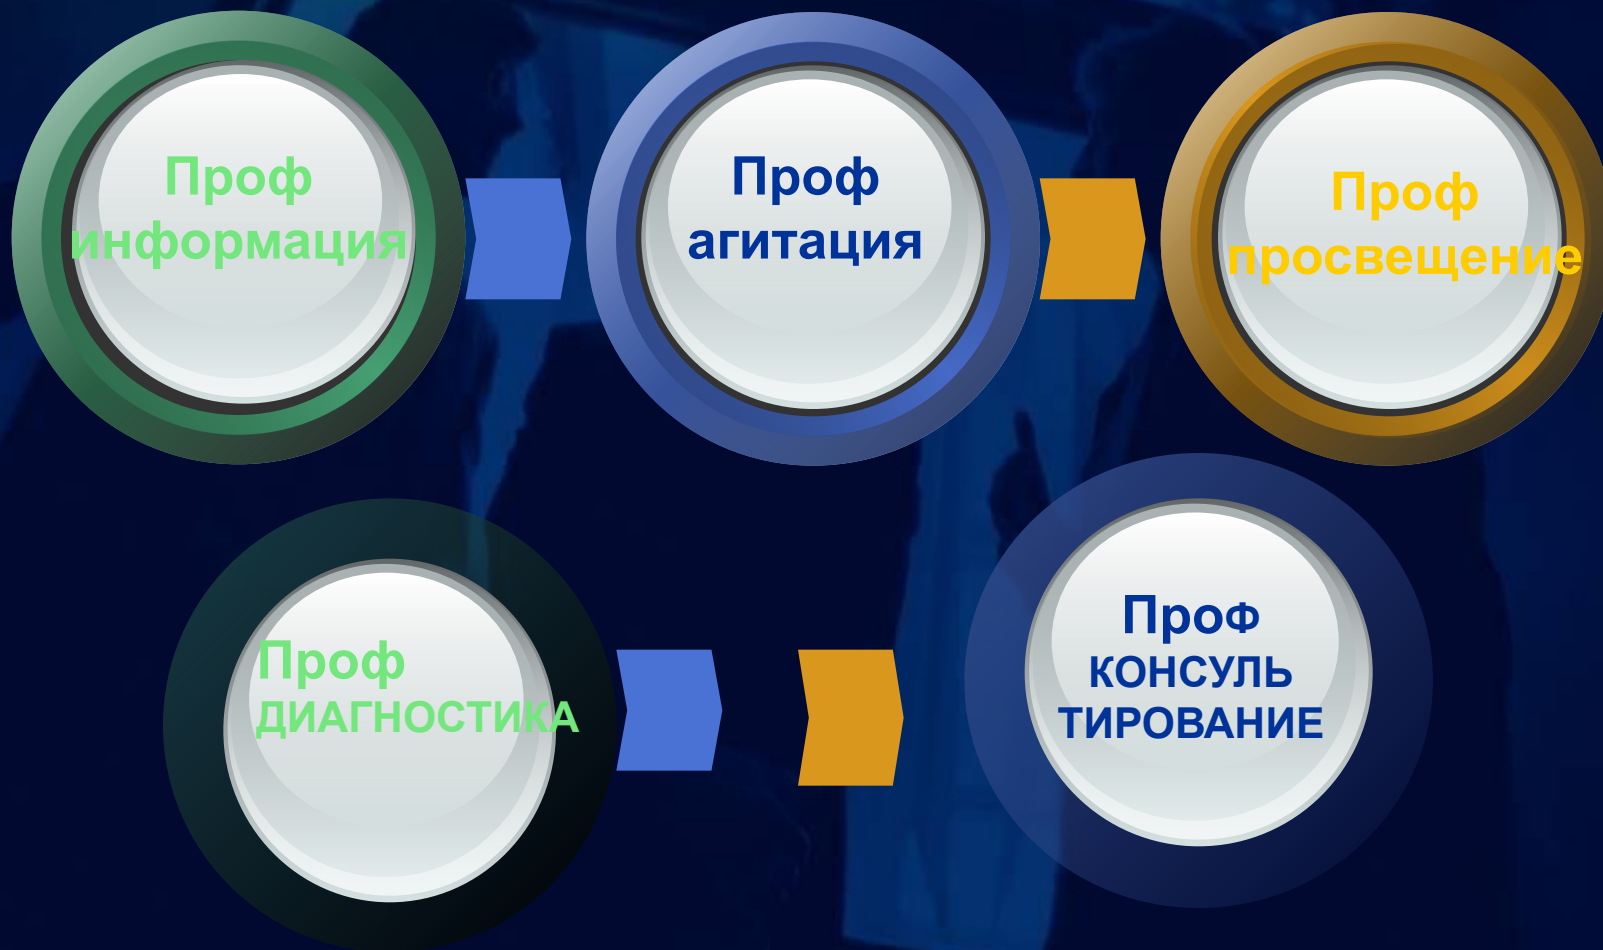 Проф
информация
Проф
агитация
Проф
просвещение
Проф
ДИАГНОСТИКА
ПроФ
КОНСУЛЬ
ТИРОВАНИЕ